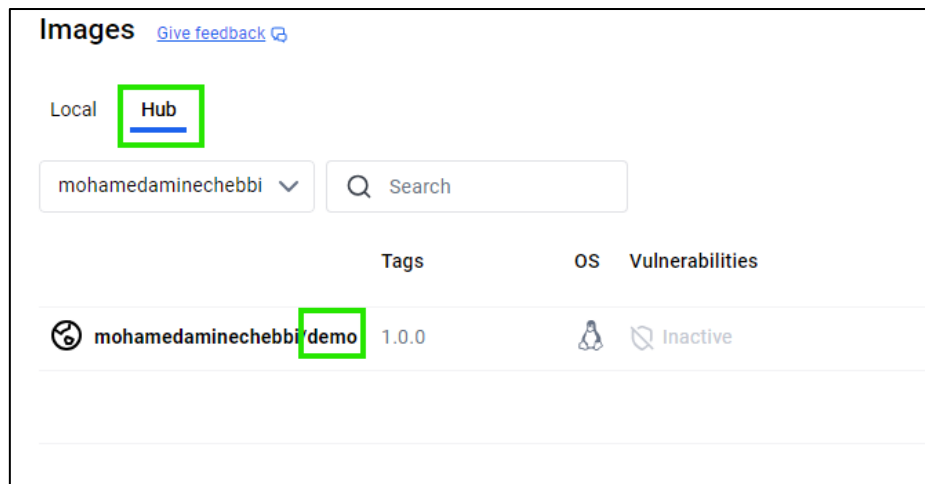 Images Give feedback
Local Hub
mohamedaminechebbi Search
Tags OS Vulnerabilities
mohamedaminechebbi/demo 1.0.0 Inactive